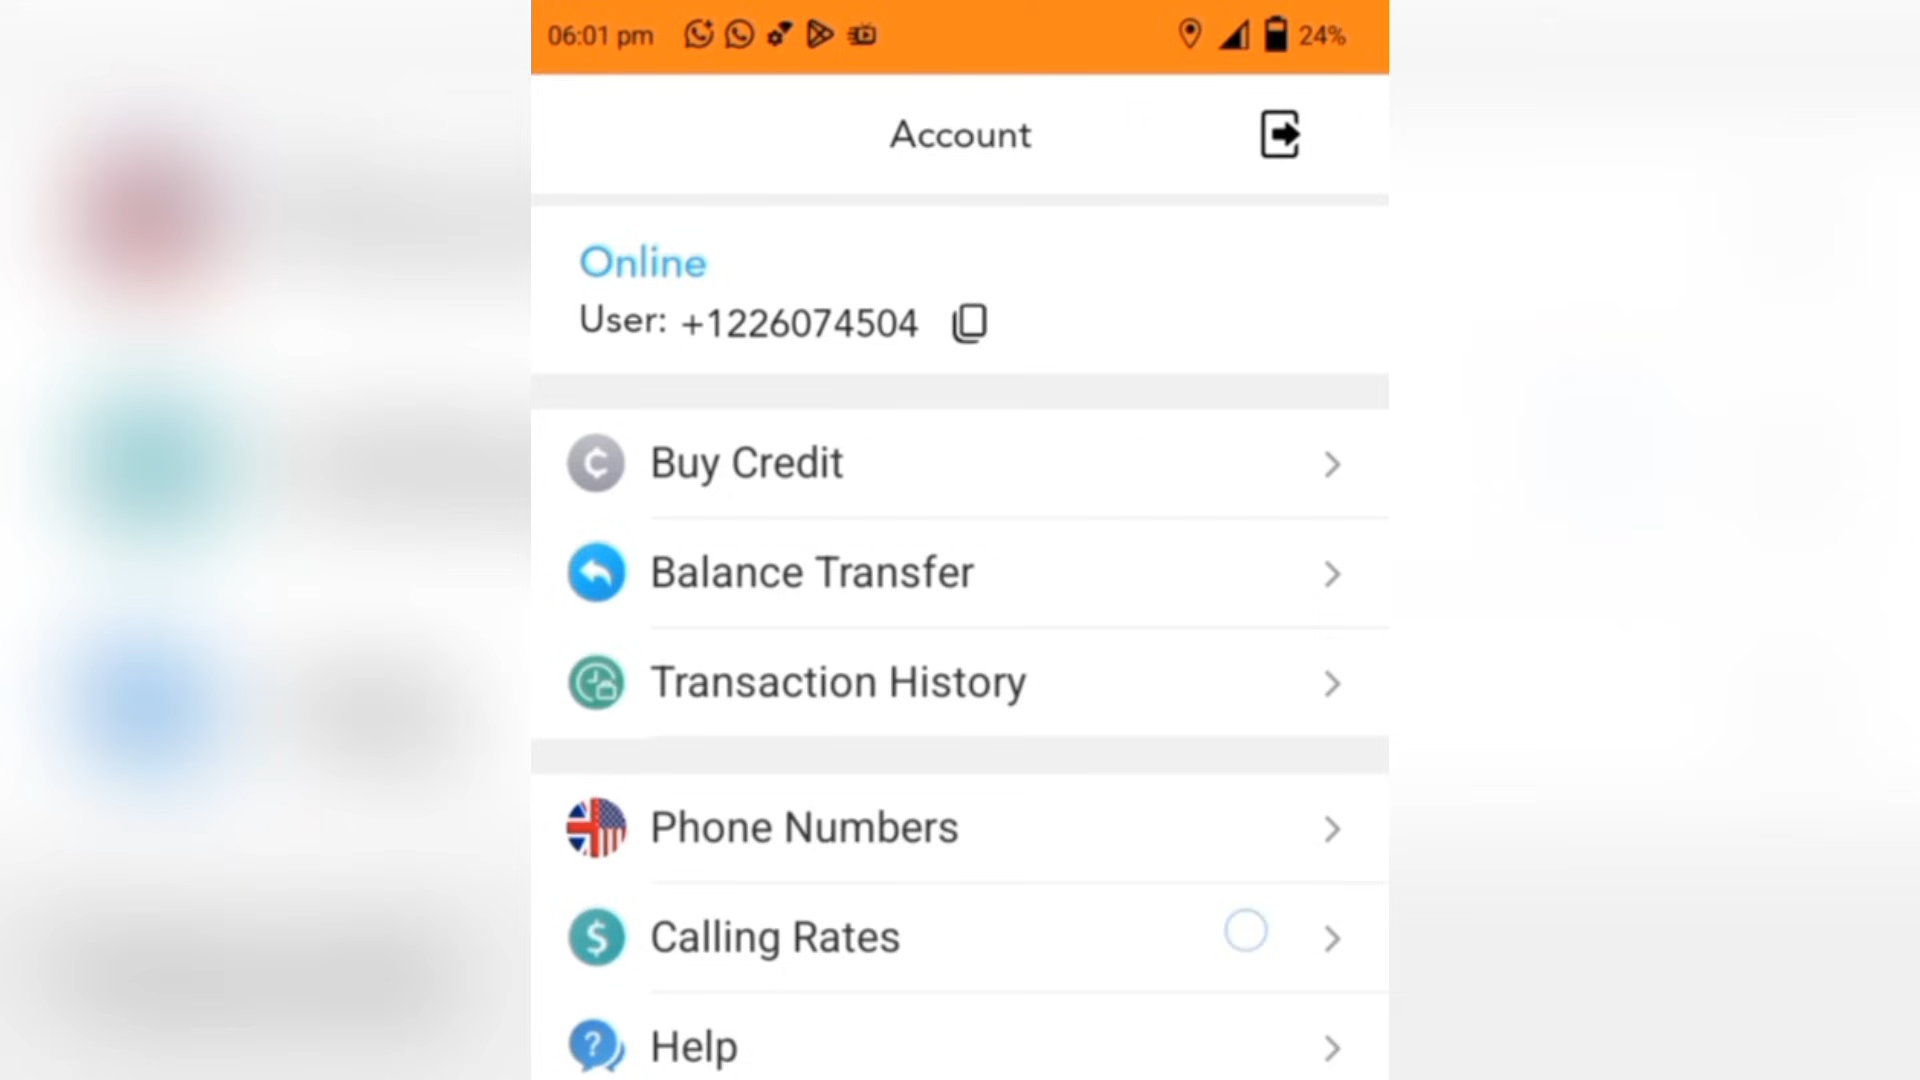 06:01 pm 24%
Account
Online
User: +1226074504
Buy Credit
Balance Transfer
Transaction History
Phone Numbers
Calling Rates
Help